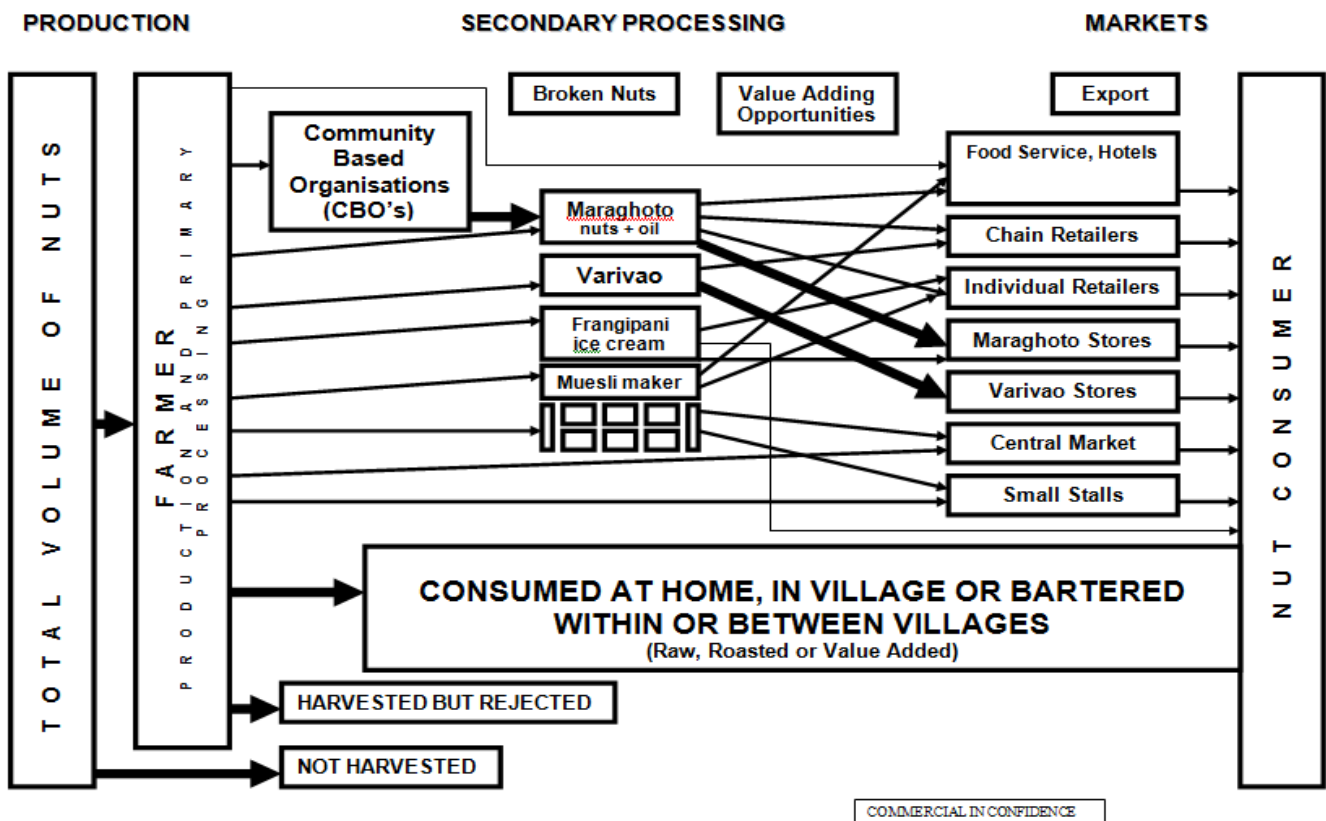 PRODUCTION
SECONDARY PROCESSING
MARKETS
TOTAL VOLUME OF NUTS
FARMER
PRODUCTION AND PRIMARY
PROCESSING
Community
Based
Organisations
(CBO's)
Broken Nuts
Value Adding
Opportunities
Export
Maraghoto
nuts + oil
Varivao
Frangipani
ice cream
Muesli maker
Food Service, Hotels
Chain Retailers
Individual Retailers
Maraghoto Stores
Varivao Stores
Central Market
Small Stalls
NUT CONSUMER
CONSUMED AT HOME, IN VILLAGE OR BARTERED
WITHIN OR BETWEEN VILLAGES
(Raw, Roasted or Value Added)
HARVESTED BUT REJECTED
NOT HARVESTED
COMMERCIAL IN CONFIDENCE